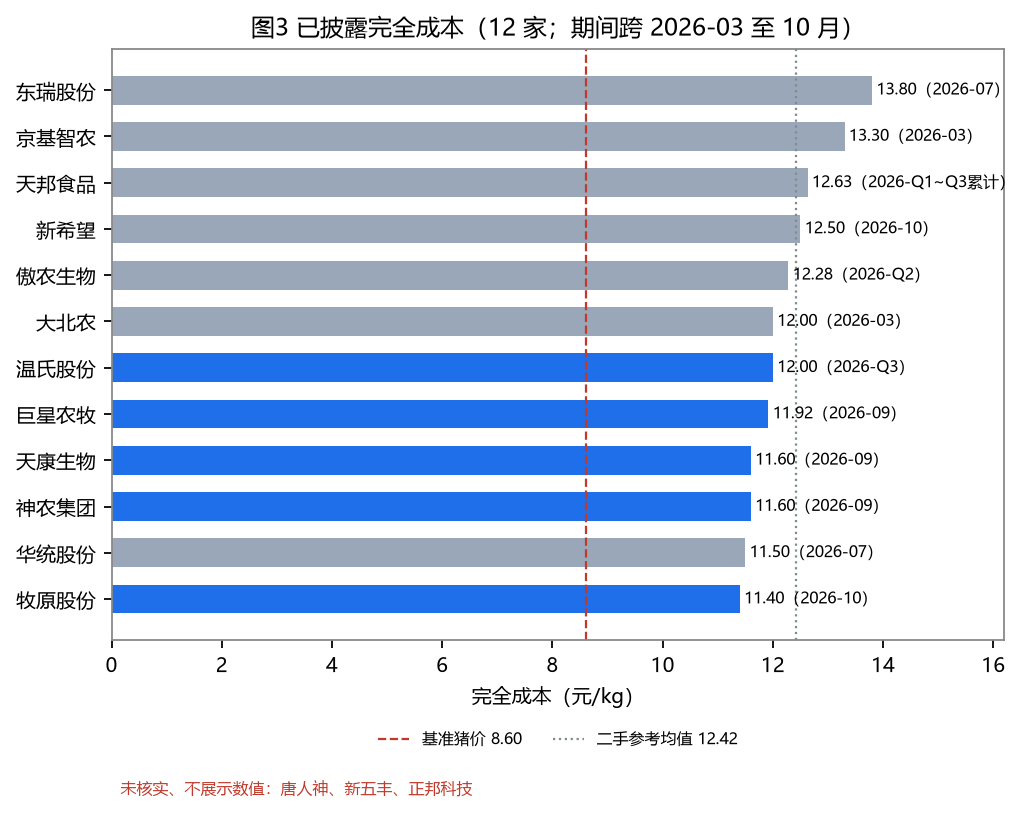 图3 已披露完全成本（12 家；期间跨 2026-03 至 10 月）
东瑞股份 13.80（2026-07）
京基智农 13.30（2026-03）
天邦食品 12.63（2026-Q1~Q3累计）
新希望 12.50（2026-10）
傲农生物 12.28（2026-Q2）
大北农 12.00（2026-03）
温氏股份 12.00（2026-Q3）
巨星农牧 11.92（2026-09）
天康生物 11.60（2026-09）
神农集团 11.60（2026-09）
华统股份 11.50（2026-07）
牧原股份 11.40（2026-10）
0 2 4 6 8 10 12 14 16
完全成本（元/kg）
基准猪价 8.60 二手参考均值 12.42
未核实、不展示数值：唐人神、新五丰、正邦科技